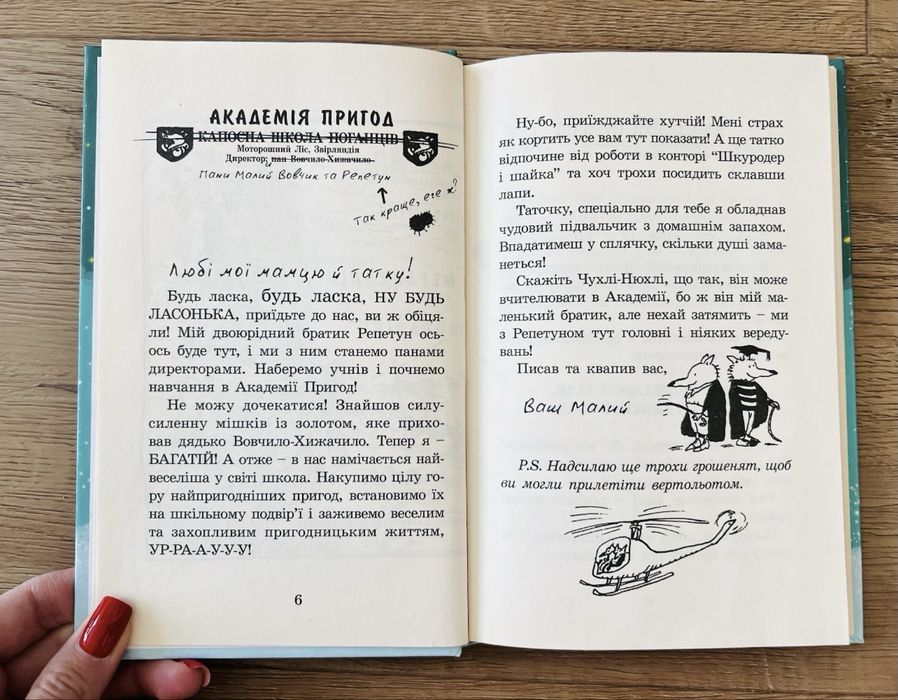 АКАДЕМІЯ ПРИГОД
КАПОСНА ШКОЛА ПОГАНЦІВ
Моторошний Ліс, Звірляндія
Директор: пан Вовчило-Хижачило
Пани Малий Вовчик та Репетун
Так краще, еге ж?
Любі мої мамцю й татку!
Будь ласка, будь ласка, НУ БУДЬ
ЛАСОНЬКА, приїдьте до нас, ви ж обіця-
ли! Мій двоюрідний братик Репетун ось-
ось буде тут, і ми з ним станемо панами
директорами. Наберемо учнів і почнемо
навчання в Академії Пригод!
Не можу дочекатися! Знайшов силу-
силенну мішків із золотом, яке прихо-
вав дядько Вовчило-Хижачило. Тепер я –
БАГАТІЙ! А отже – в нас намічається най-
веселіша у світі школа. Накупимо цілу го-
ру найпригодніших пригод, встановимо їх
на шкільному подвір’ї і заживемо веселим
та захопливим пригодницьким життям,
УР-РА-А-У-У-У!
6
Ну-бо, приїжджайте хутчій! Мені страх
як кортить усе вам тут показати! А ще татко
відпочине від роботи в конторі “Шкуродер
і шайка” та хоч трохи посидить склавши
лапи.
Таточку, спеціально для тебе я обладнав
чудовий підвальчик з домашнім запахом.
Впадатимеш у сплячку, скільки душі зама-
неться!
Скажіть Чухлі-Нюхлі, що так, він може
вчителювати в Академії, бо ж він мій ма-
ленький братик, але нехай затямить – ми
з Репетуном тут головні і ніяких вереду-
вань!
Писав та квапив вас,
Ваш Малий
P.S. Надсилаю ще трохи грошенят, щоб
ви могли прилетіти вертольотом.